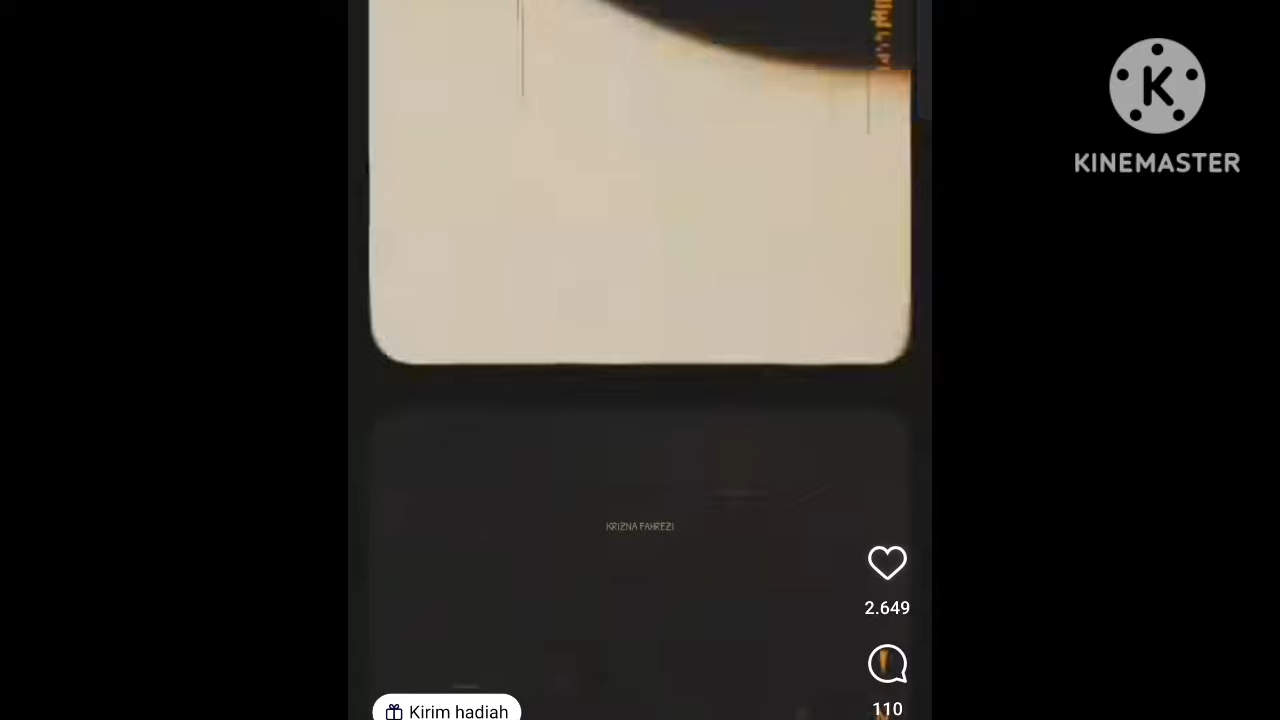 K
KINEMASTER
KRIZNA FAHREZI
2.649
110
Kirim hadiah